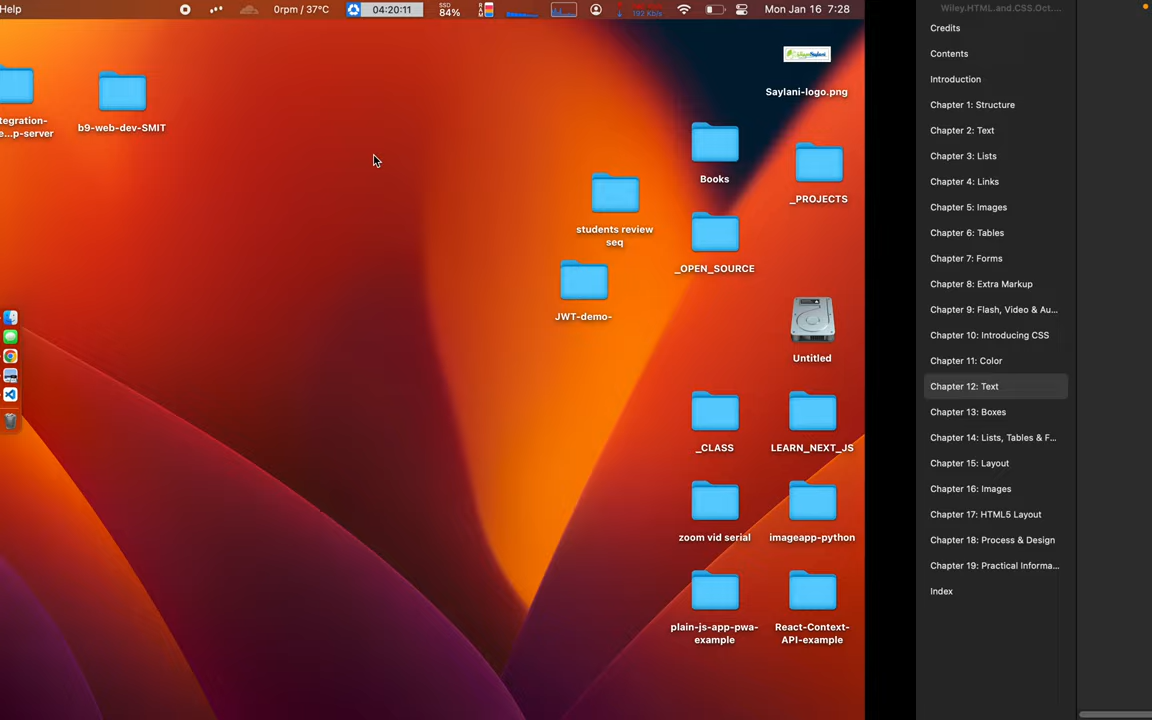 Help
0rpm / 37°C
04:20:11
SSD
84%
192 Kb/s
Mon Jan 16 7:28
Saylani-logo.png
tegration-
e...p-server
b9-web-dev-SMIT
Books
_PROJECTS
students review
seq
_OPEN_SOURCE
JWT-demo-
Untitled
_CLASS
LEARN_NEXT_JS
zoom vid serial
imageapp-python
plain-js-app-pwa-
example
React-Context-
API-example
Wiley.HTML.and.CSS.Oct....
Credits
Contents
Introduction
Chapter 1: Structure
Chapter 2: Text
Chapter 3: Lists
Chapter 4: Links
Chapter 5: Images
Chapter 6: Tables
Chapter 7: Forms
Chapter 8: Extra Markup
Chapter 9: Flash, Video & Au...
Chapter 10: Introducing CSS
Chapter 11: Color
Chapter 12: Text
Chapter 13: Boxes
Chapter 14: Lists, Tables & F...
Chapter 15: Layout
Chapter 16: Images
Chapter 17: HTML5 Layout
Chapter 18: Process & Design
Chapter 19: Practical Informa...
Index